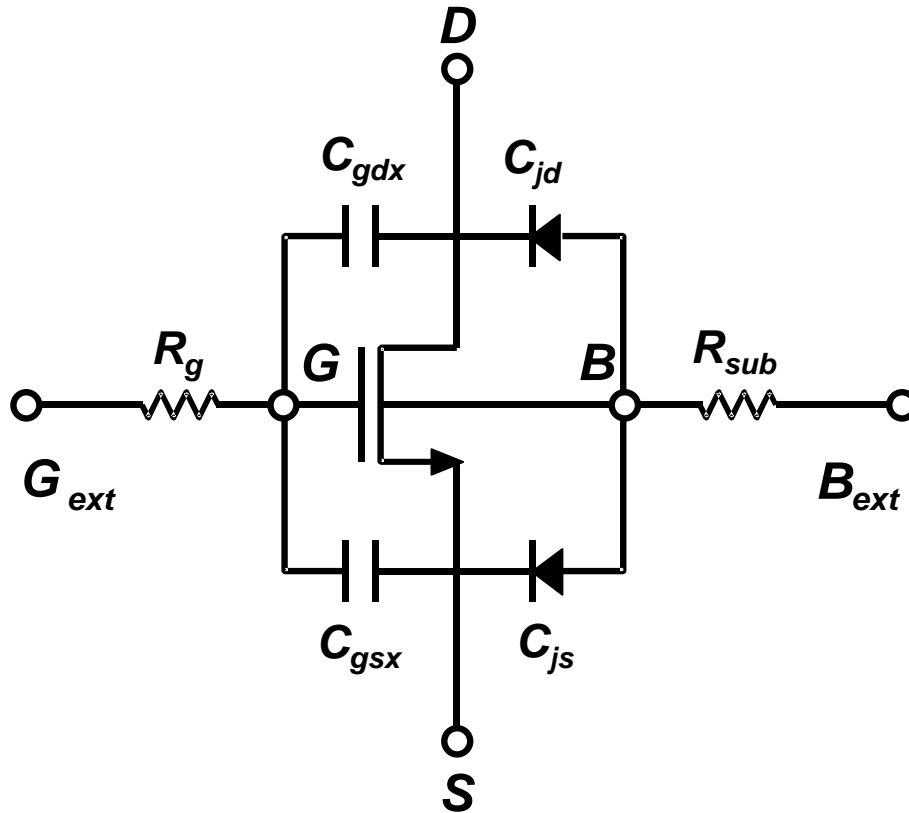 D
C_gdx
C_jd
R_g
G
B
R_sub
G_ext
B_ext
C_gsx
C_js
S